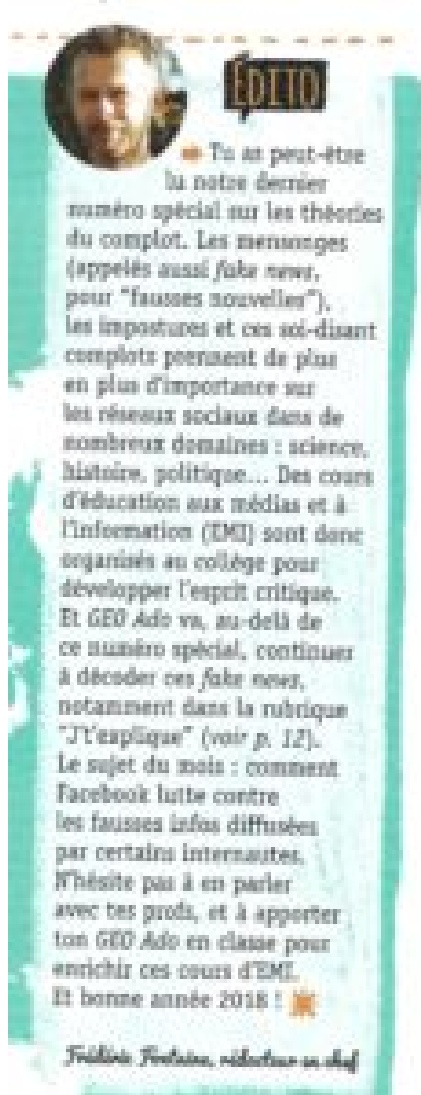 ÉDITO
Tu as peut-être
lu notre dernier
numéro spécial sur les théories
du complot. Les mensonges
(appelés aussi fake news,
pour "fausses nouvelles"),
les impostures et ces soi-disant
complots prennent de plus
en plus d'importance sur
les réseaux sociaux dans de
nombreux domaines : science,
histoire, politique... Des cours
d'éducation aux médias et à
l'information (EMI) sont donc
organisés au collège pour
développer l'esprit critique.
Et GEO Ado va, au-delà de
ce numéro spécial, continuer
à décoder ces fake news,
notamment dans la rubrique
"J't'explique" (voir p. 12).
Le sujet du mois : comment
Facebook lutte contre
les fausses infos diffusées
par certains internautes.
N'hésite pas à en parler
avec tes profs, et à apporter
ton GEO Ado en classe pour
enrichir ces cours d'EMI.
Et bonne année 2018 !
Frédéric Fontaine, rédacteur en chef